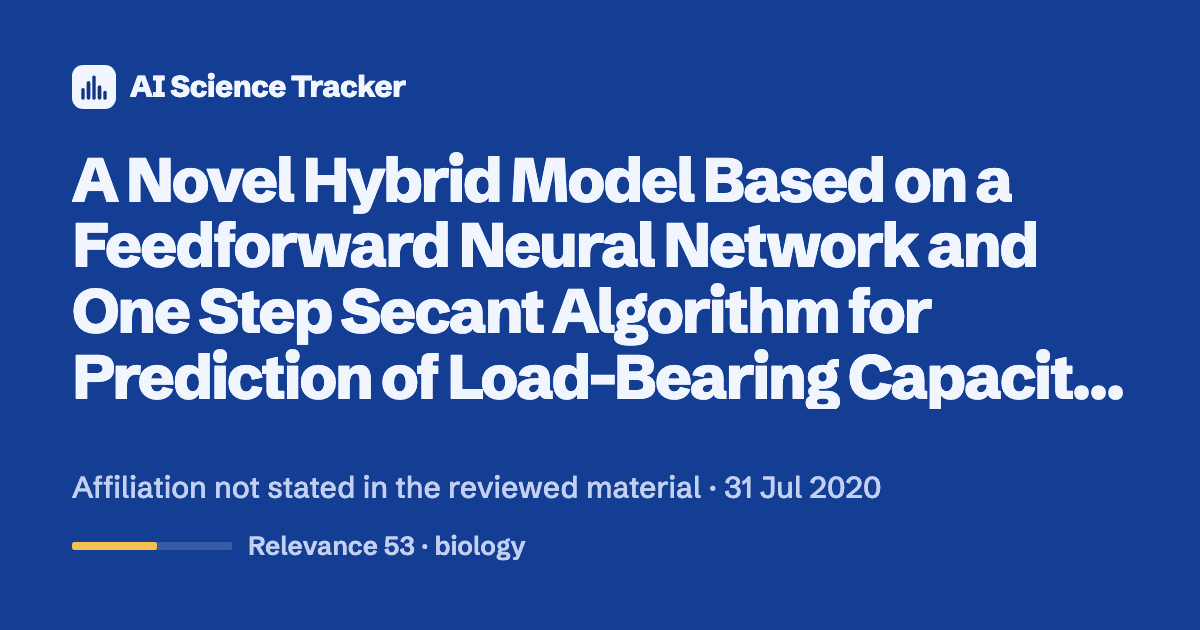 AI Science Tracker
A Novel Hybrid Model Based on a
Feedforward Neural Network and
One Step Secant Algorithm for
Prediction of Load-Bearing Capacit...
Affiliation not stated in the reviewed material · 31 Jul 2020
Relevance 53 · biology